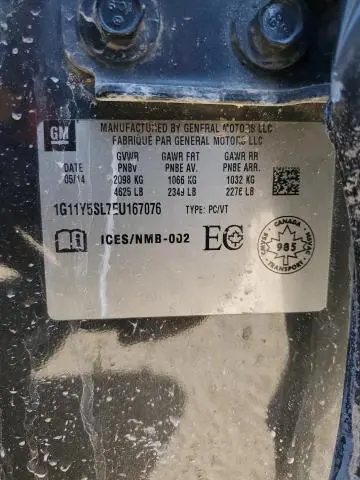 GM
MANUFACTURED BY GENERAL MOTORS LLC
FABRIQUÉ PAR GENERAL MOTORS LLC
GVWR GAWR FRT GAWR RR
DATE PNBV PNBE AV. PNBE ARR.
05/14 2098 KG 1066 KG 1032 KG
4625 LB 2349 LB 2276 LB
1G11Y5SL7EU167076 TYPE: PC/VT
ICES/NMB-002 EC
CANADA
985
TRANSPORT